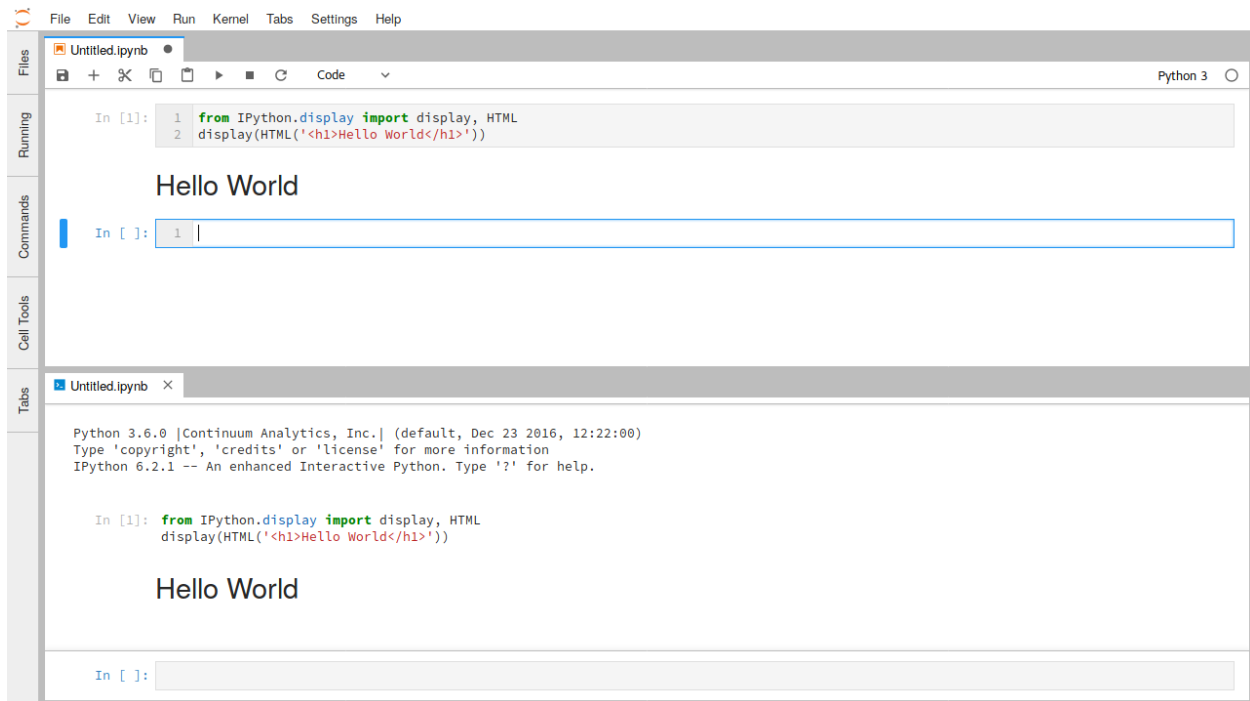 File Edit View Run Kernel Tabs Settings Help
Files
Running
Commands
Cell Tools
Tabs
Untitled.ipynb
Code
Python 3
In [1]: 1 from IPython.display import display, HTML
2 display(HTML('<h1>Hello World</h1>'))
Hello World
In [ ]: 1
Untitled.ipynb
Python 3.6.0 |Continuum Analytics, Inc.| (default, Dec 23 2016, 12:22:00)
Type 'copyright', 'credits' or 'license' for more information
IPython 6.2.1 -- An enhanced Interactive Python. Type '?' for help.
In [1]: from IPython.display import display, HTML
display(HTML('<h1>Hello World</h1>'))
Hello World
In [ ]: